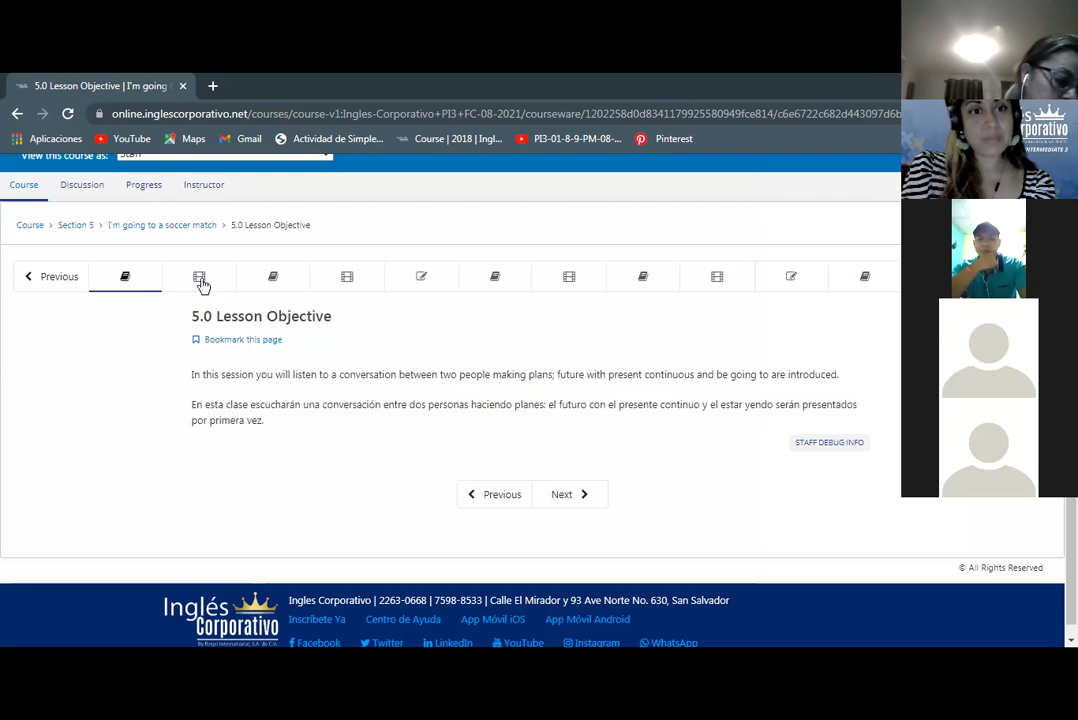 5.0 Lesson Objective | I'm going
online.inglescorporativo.net/courses/course-v1:Ingles-Corporativo+PI3+FC-08-2021/courseware/1202258d0d8341179925580949fce814/c6e6722c682d443097d6b
Aplicaciones YouTube Maps Gmail Actividad de Simple... Course | 2018 | Ingl... PI3-01-8-9-PM-08-... Pinterest
View this course as: Staff
Course Discussion Progress Instructor
Course > Section 5 > I'm going to a soccer match > 5.0 Lesson Objective
Previous
5.0 Lesson Objective
Bookmark this page
In this session you will listen to a conversation between two people making plans; future with present continuous and be going to are introduced.
En esta clase escucharán una conversación entre dos personas haciendo planes: el futuro con el presente continuo y el estar yendo serán presentados
por primera vez.
STAFF DEBUG INFO
Previous Next
© All Rights Reserved
Inglés
Corporativo
Ingles Corporativo | 2263-0668 | 7598-8533 | Calle El Mirador y 93 Ave Norte No. 630, San Salvador
Inscríbete Ya Centro de Ayuda App Móvil iOS App Móvil Android
Facebook Twitter LinkedIn YouTube Instagram WhatsApp
INTERMEDIATE 3